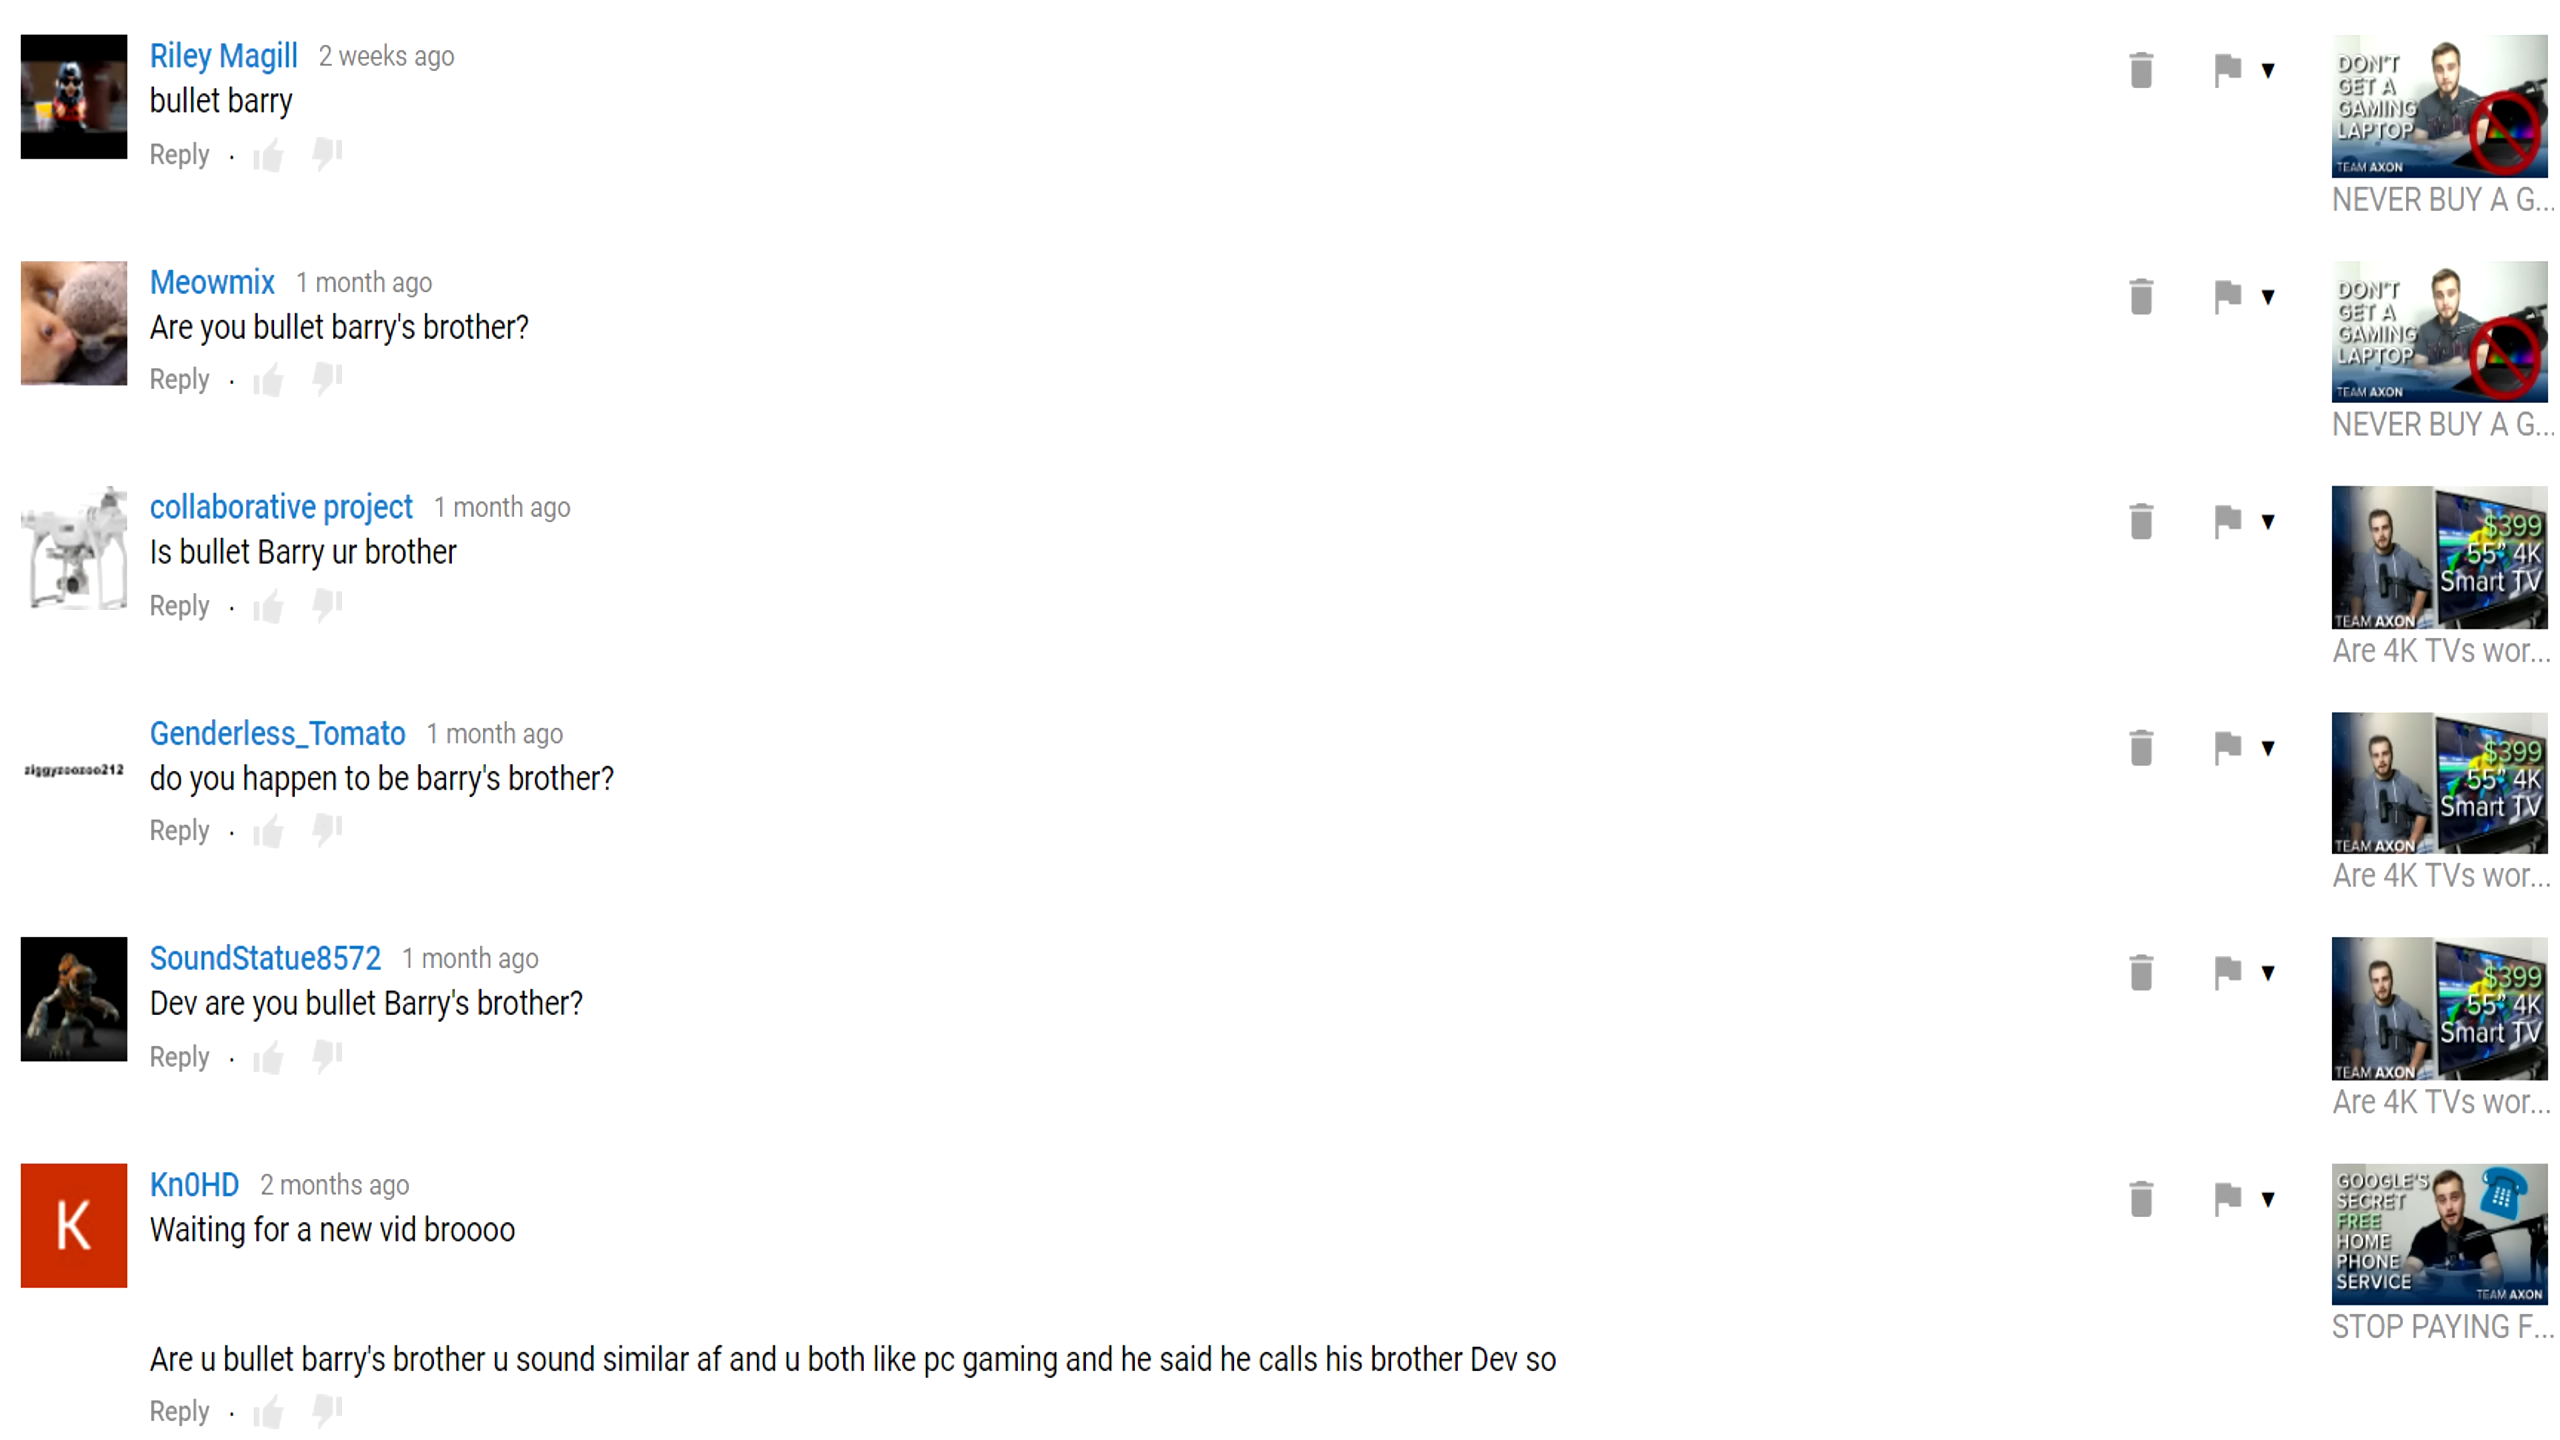 Riley Magill 2 weeks ago
bullet barry
Reply ·
DON'T
GET A
GAMING
LAPTOP
TEAM AXON
NEVER BUY A G...
Meowmix 1 month ago
Are you bullet barry's brother?
Reply ·
DON'T
GET A
GAMING
LAPTOP
TEAM AXON
NEVER BUY A G...
collaborative project 1 month ago
Is bullet Barry ur brother
Reply ·
$399
55" 4K
Smart TV
TEAM AXON
Are 4K TVs wor...
ziggyzoozoo212
Genderless_Tomato 1 month ago
do you happen to be barry's brother?
Reply ·
$399
55" 4K
Smart TV
TEAM AXON
Are 4K TVs wor...
SoundStatue8572 1 month ago
Dev are you bullet Barry's brother?
Reply ·
$399
55" 4K
Smart TV
TEAM AXON
Are 4K TVs wor...
K
Kn0HD 2 months ago
Waiting for a new vid broooo
GOOGLE'S
SECRET
FREE
HOME
PHONE
SERVICE
TEAM AXON
STOP PAYING F...
Are u bullet barry's brother u sound similar af and u both like pc gaming and he said he calls his brother Dev so
Reply ·